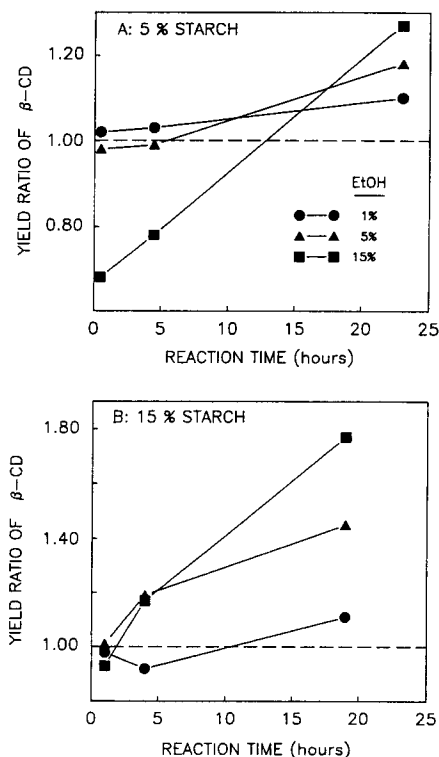 A: 5 % STARCH
YIELD RATIO OF β-CD
1.20
1.00
0.80
EtOH
1%
5%
15%
0 5 10 15 20 25
REACTION TIME (hours)
B: 15 % STARCH
YIELD RATIO OF β-CD
1.80
1.40
1.00
0 5 10 15 20 25
REACTION TIME (hours)